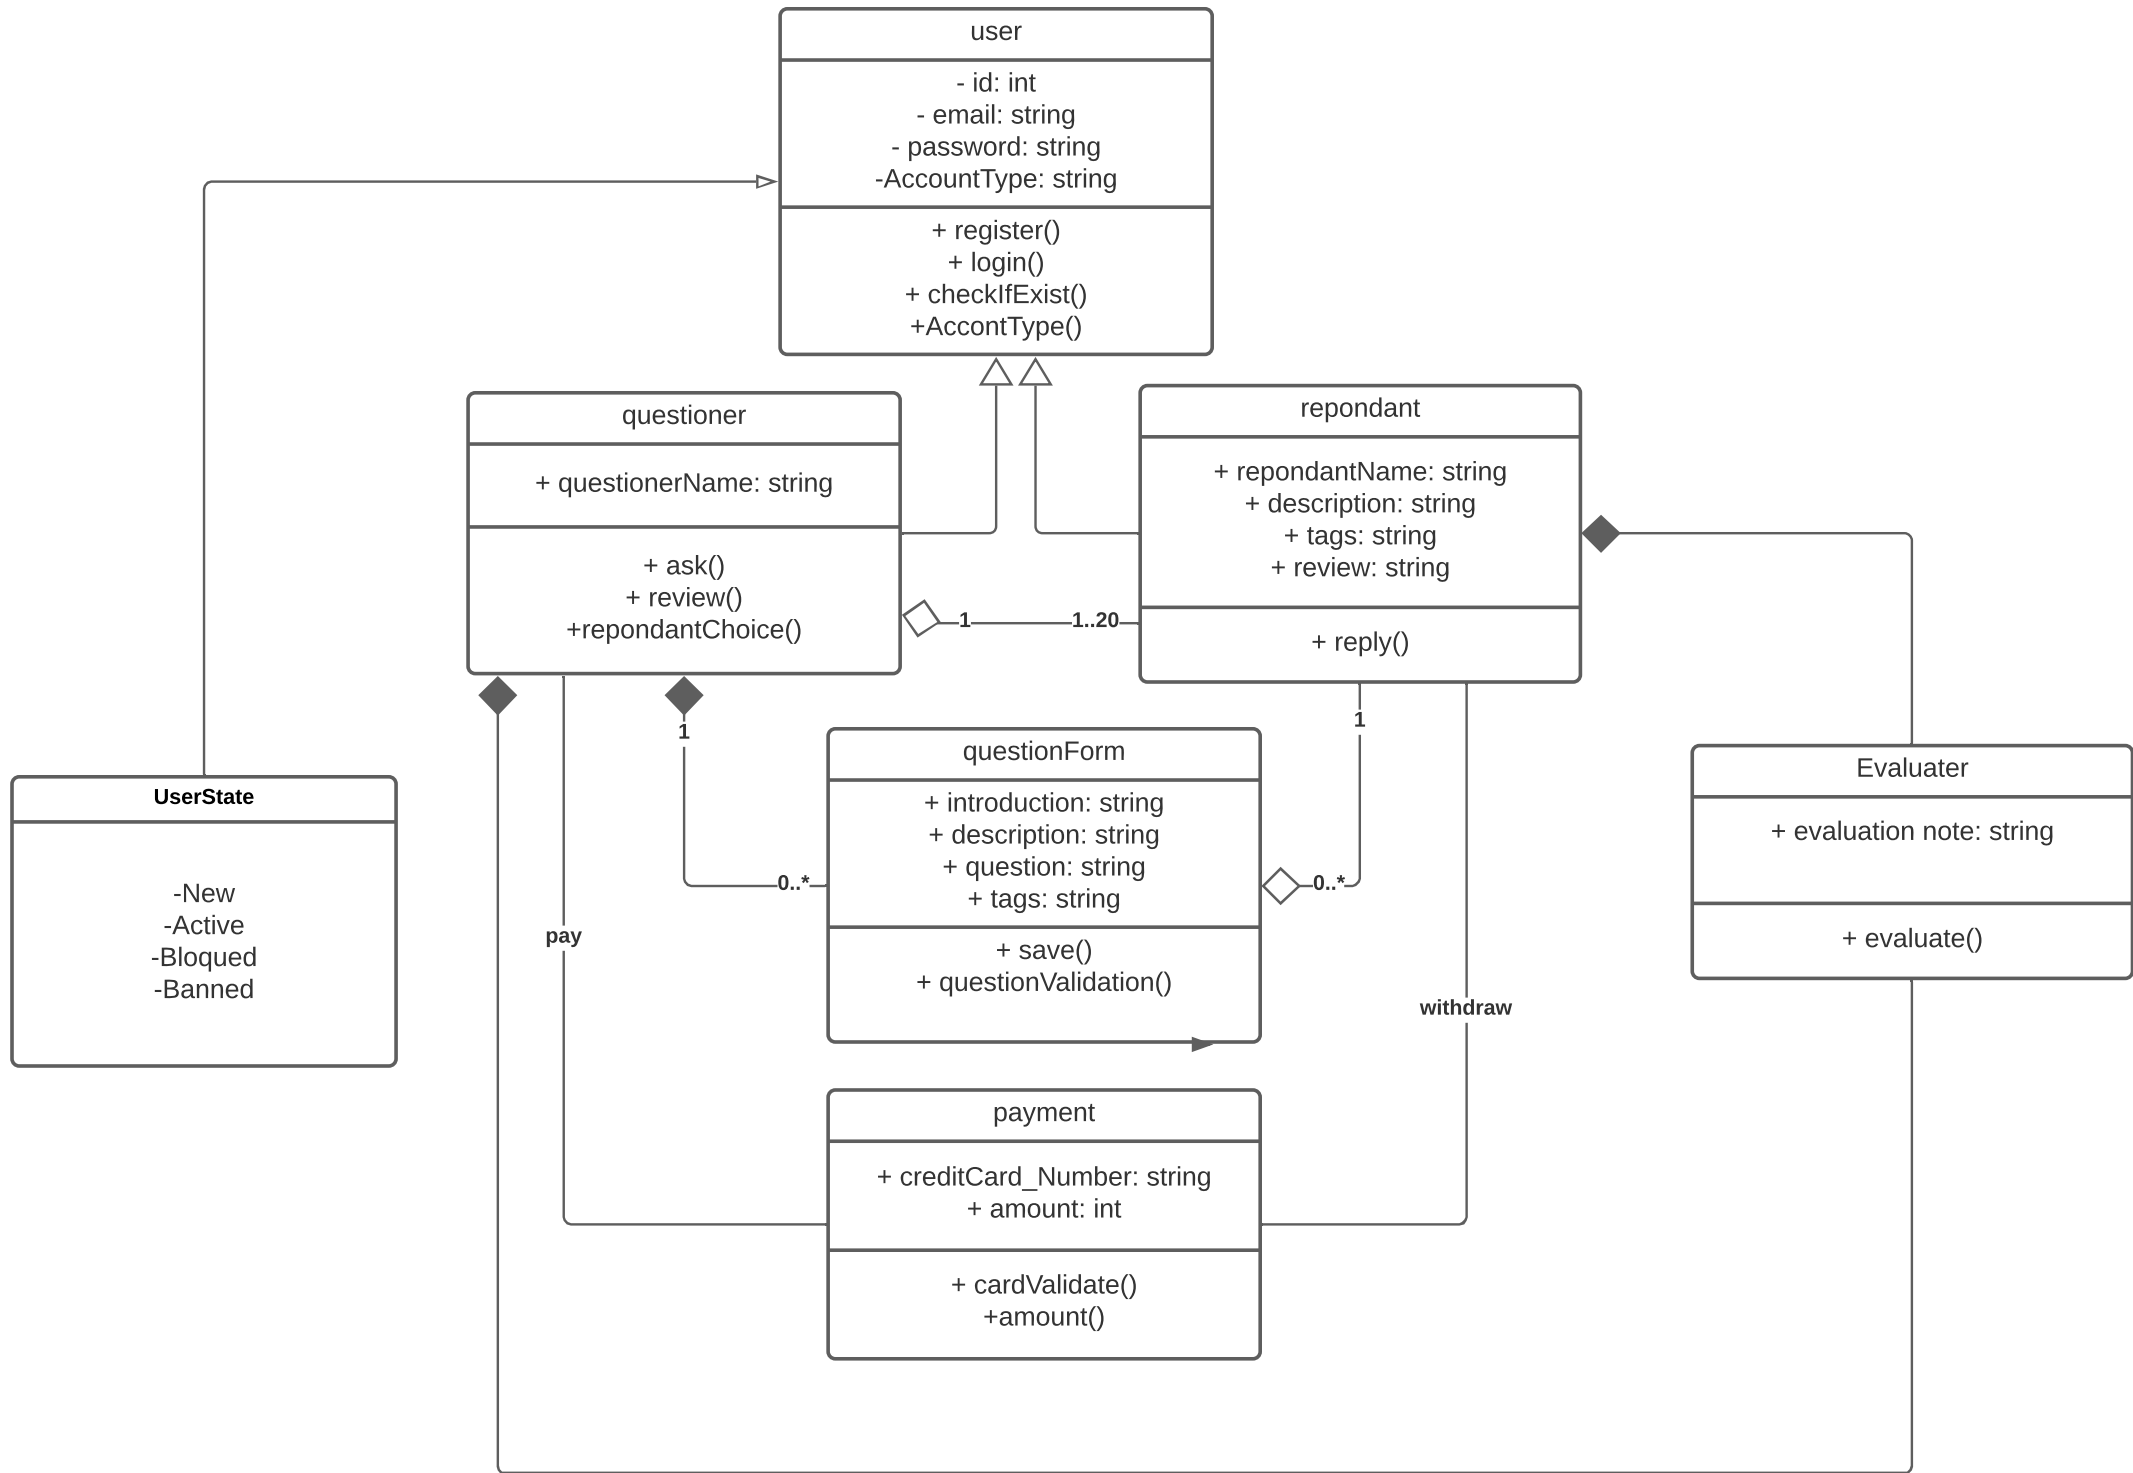 user
- id: int
- email: string
- password: string
-AccountType: string
+ register()
+ login()
+ checkIfExist()
+AccontType()
questioner
+ questionerName: string
+ ask()
+ review()
+repondantChoice()
repondant
+ repondantName: string
+ description: string
+ tags: string
+ review: string
+ reply()
1
1..20
1
0..*
1
0..*
questionForm
+ introduction: string
+ description: string
+ question: string
+ tags: string
+ save()
+ questionValidation()
Evaluater
+ evaluation note: string
+ evaluate()
UserState
-New
-Active
-Bloqued
-Banned
pay
withdraw
payment
+ creditCard_Number: string
+ amount: int
+ cardValidate()
+amount()